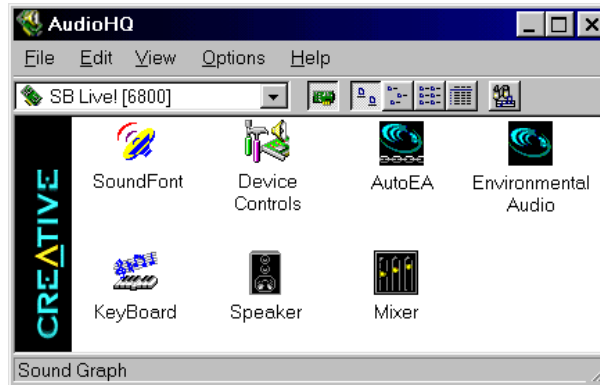 AudioHQ
File Edit View Options Help
SB Live! [6800]
CREATIVE
SoundFont
Device
Controls
AutoEA
Environmental
Audio
KeyBoard
Speaker
Mixer
Sound Graph